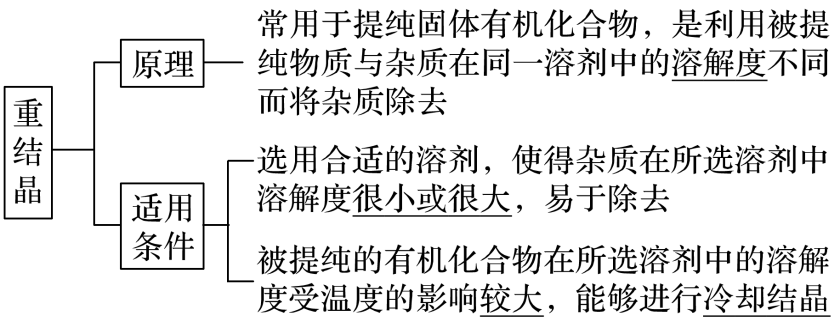 重结晶
原理
常用于提纯固体有机化合物，是利用被提
纯物质与杂质在同一溶剂中的溶解度不同
而将杂质除去
适用
条件
选用合适的溶剂，使得杂质在所选溶剂中
溶解度很小或很大，易于除去
被提纯的有机化合物在所选溶剂中的溶解
度受温度的影响较大，能够进行冷却结晶